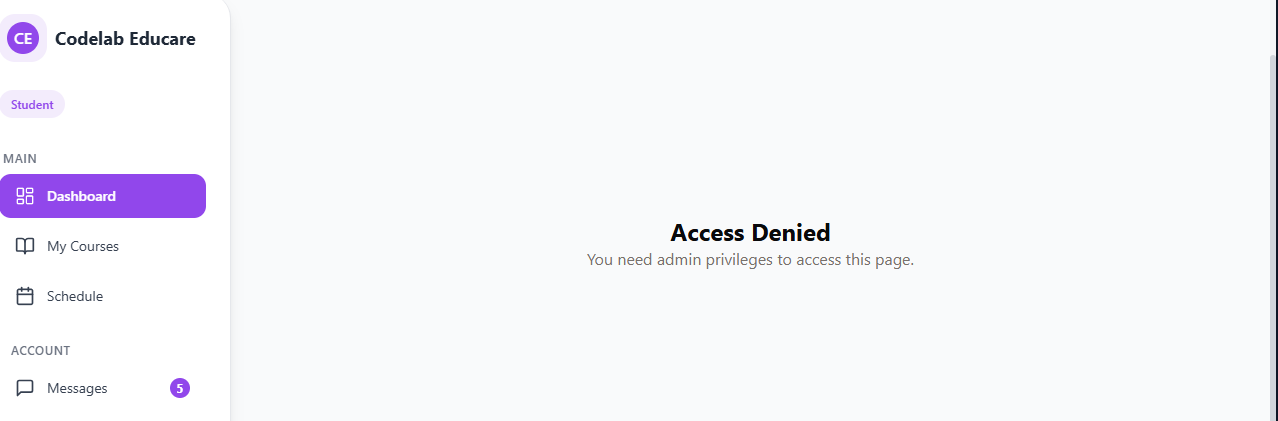 CE
Codelab Educare
Student
MAIN
Dashboard
My Courses
Schedule
ACCOUNT
Messages
5
Access Denied
You need admin privileges to access this page.